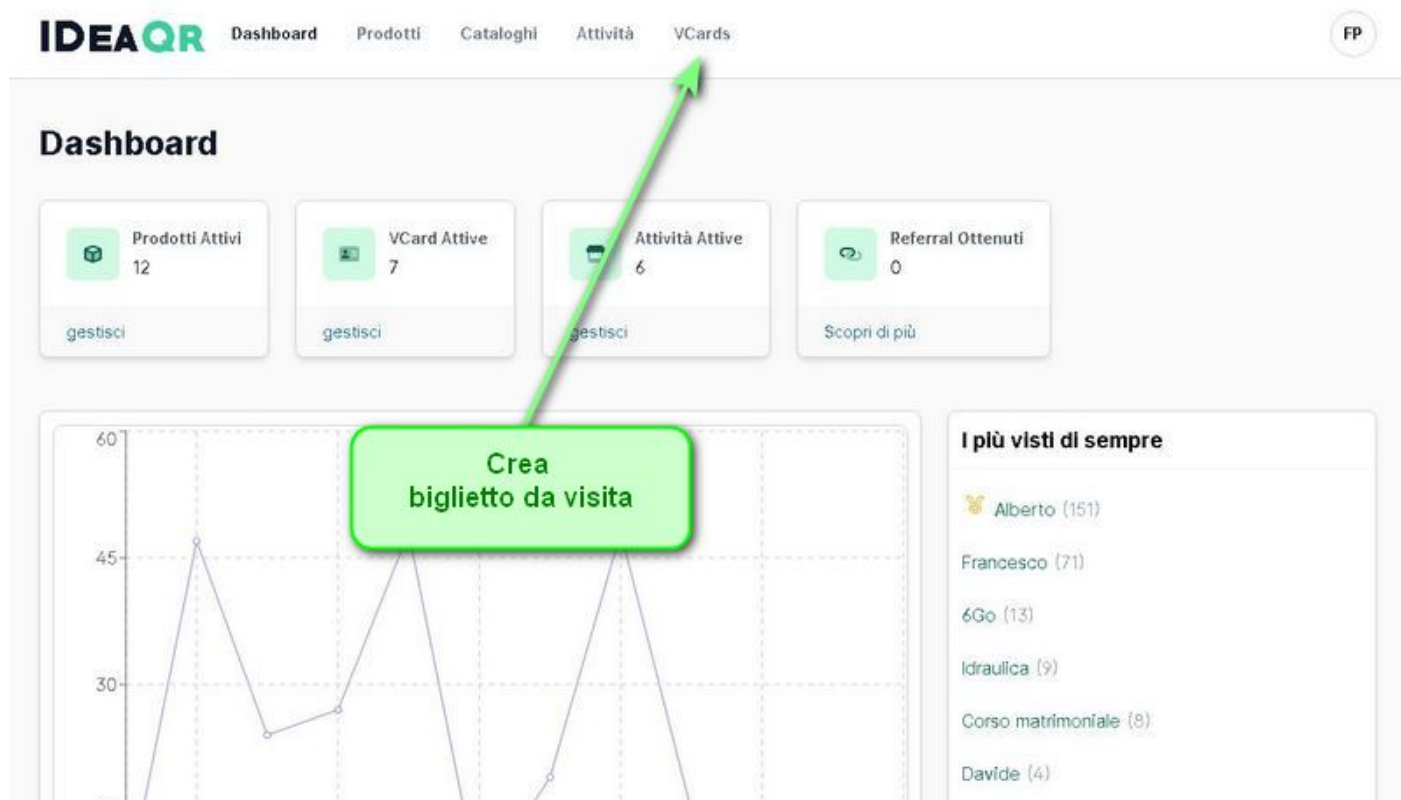 IDEAQR Dashboard Prodotti Cataloghi Attività VCards FP
Dashboard
Prodotti Attivi
12
gestisci
VCard Attive
7
gestisci
Attività Attive
6
gestisci
Referral Ottenuti
0
Scopri di più
60
45
30
Crea
biglietto da visita
I più visti di sempre
Alberto (151)
Francesco (71)
6Go (13)
Idraulica (9)
Corso matrimoniale (8)
Davide (4)